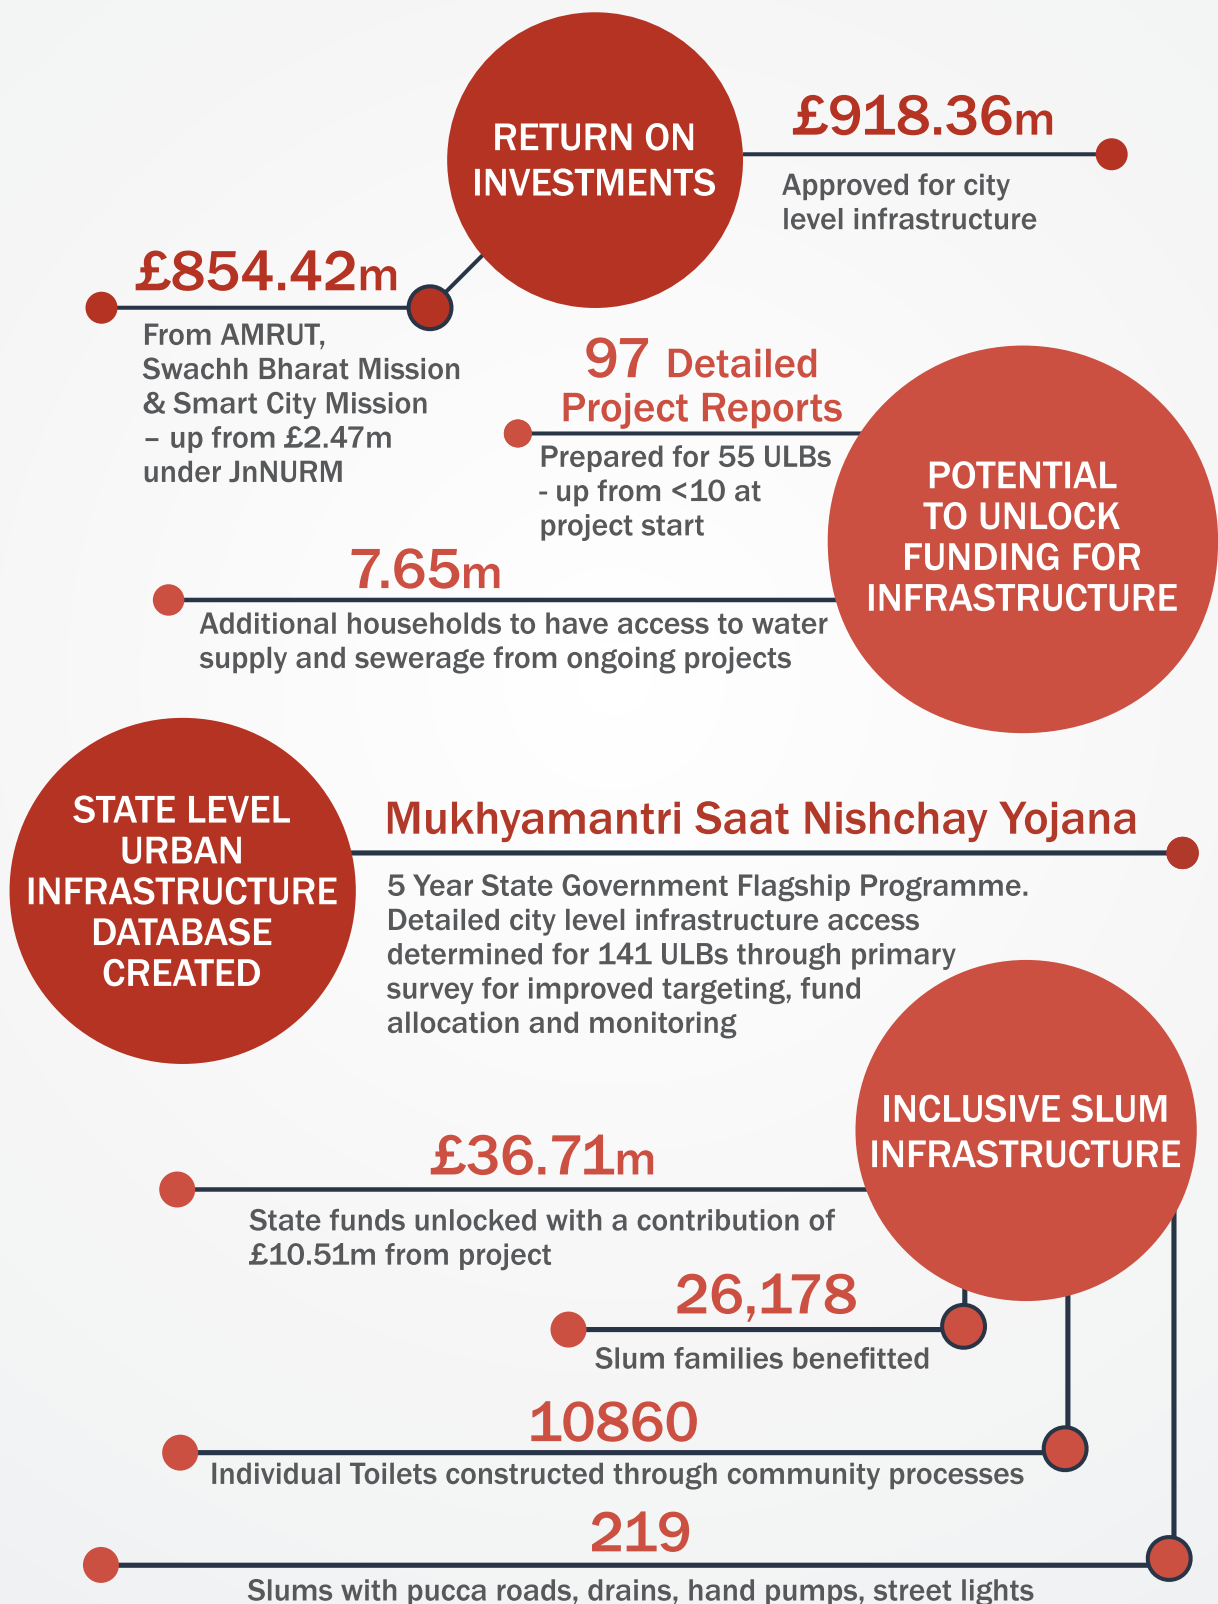 RETURN ON
INVESTMENTS
£918.36m
Approved for city
level infrastructure
£854.42m
From AMRUT,
Swachh Bharat Mission
& Smart City Mission
– up from £2.47m
under JnNURM
97 Detailed
Project Reports
Prepared for 55 ULBs
- up from <10 at
project start
POTENTIAL
TO UNLOCK
FUNDING FOR
INFRASTRUCTURE
7.65m
Additional households to have access to water
supply and sewerage from ongoing projects
STATE LEVEL
URBAN
INFRASTRUCTURE
DATABASE
CREATED
Mukhyamantri Saat Nishchay Yojana
5 Year State Government Flagship Programme.
Detailed city level infrastructure access
determined for 141 ULBs through primary
survey for improved targeting, fund
allocation and monitoring
INCLUSIVE SLUM
INFRASTRUCTURE
£36.71m
State funds unlocked with a contribution of
£10.51m from project
26,178
Slum families benefitted
10860
Individual Toilets constructed through community processes
219
Slums with pucca roads, drains, hand pumps, street lights